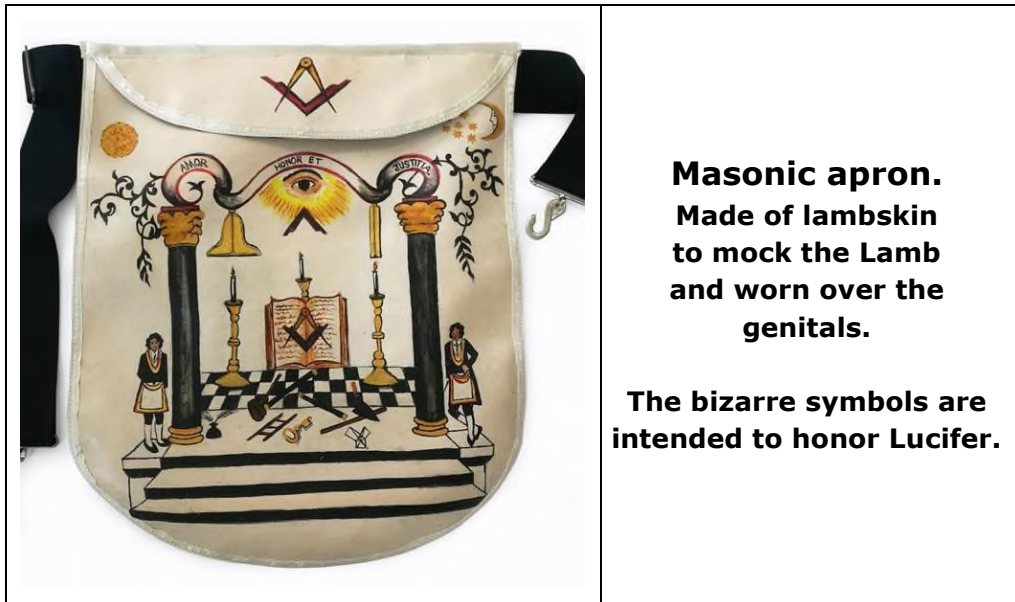 AMOR
HONOR ET
JUSTITIA
Masonic apron.
Made of lambskin
to mock the Lamb
and worn over the
genitals.
The bizarre symbols are
intended to honor Lucifer.